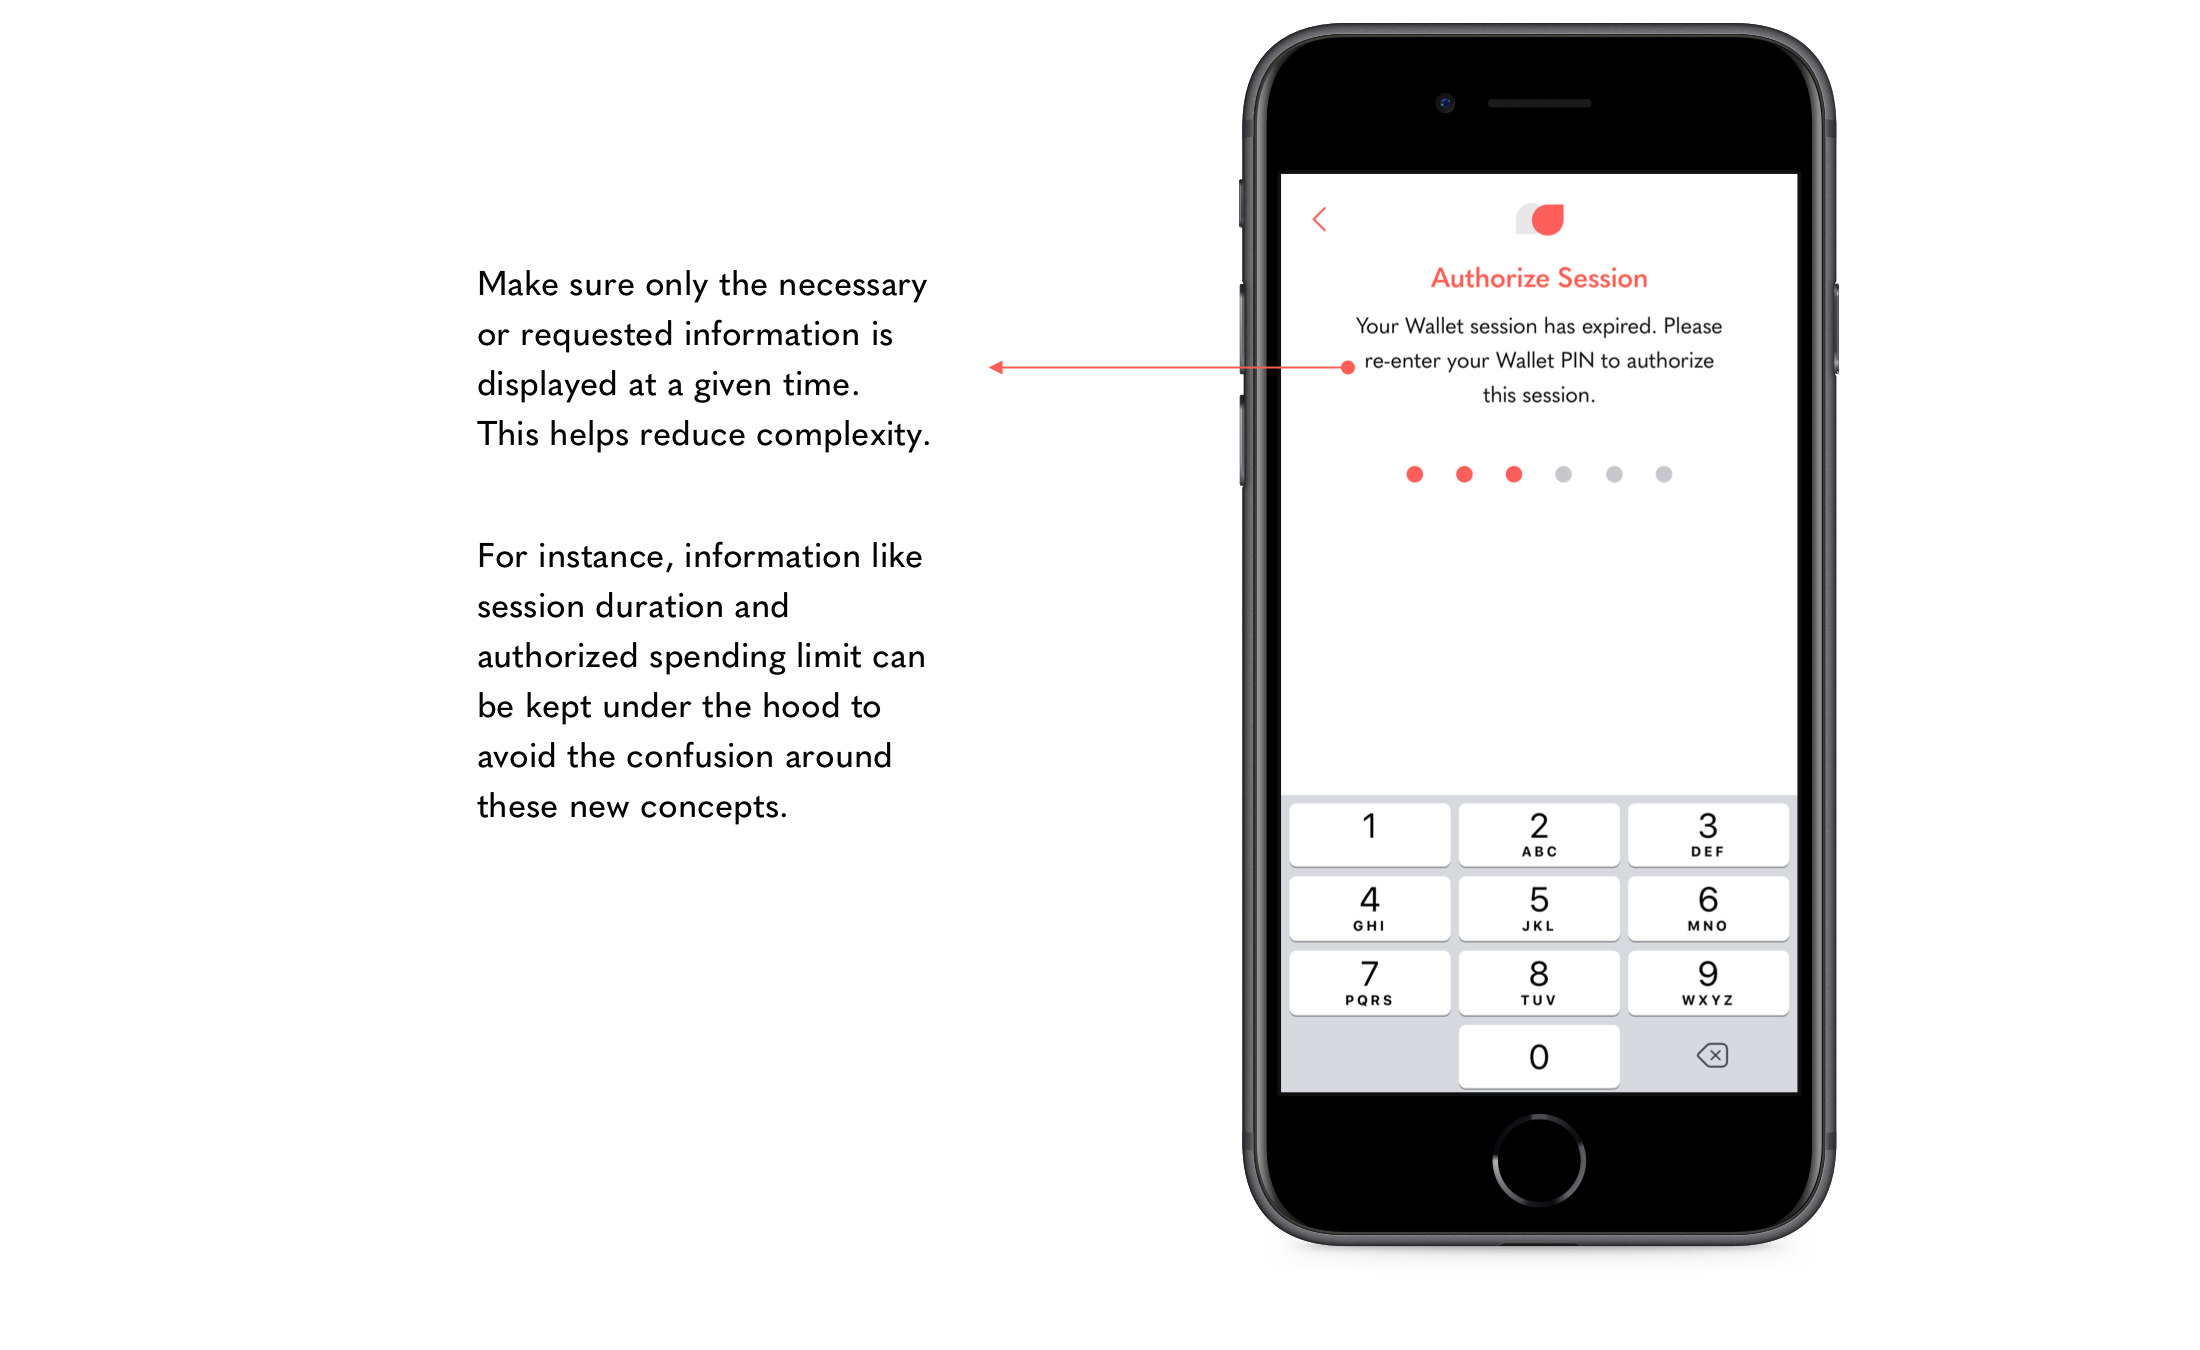 Make sure only the necessary
or requested information is
displayed at a given time.
This helps reduce complexity.
For instance, information like
session duration and
authorized spending limit can
be kept under the hood to
avoid the confusion around
these new concepts.
Authorize Session
Your Wallet session has expired. Please
re-enter your Wallet PIN to authorize
this session.
1 2 3
ABC DEF
4 5 6
GHI JKL MNO
7 8 9
PQRS TUV WXYZ
0